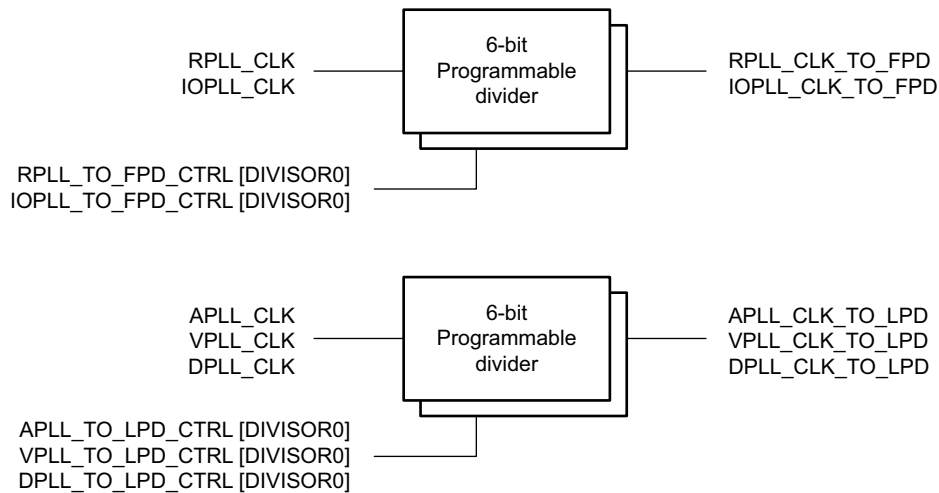 RPLL_CLK
IOPLL_CLK
6-bit
Programmable
divider
RPLL_CLK_TO_FPD
IOPLL_CLK_TO_FPD
RPLL_TO_FPD_CTRL [DIVISOR0]
IOPLL_TO_FPD_CTRL [DIVISOR0]
APLL_CLK
VPLL_CLK
DPLL_CLK
6-bit
Programmable
divider
APLL_CLK_TO_LPD
VPLL_CLK_TO_LPD
DPLL_CLK_TO_LPD
APLL_TO_LPD_CTRL [DIVISOR0]
VPLL_TO_LPD_CTRL [DIVISOR0]
DPLL_TO_LPD_CTRL [DIVISOR0]